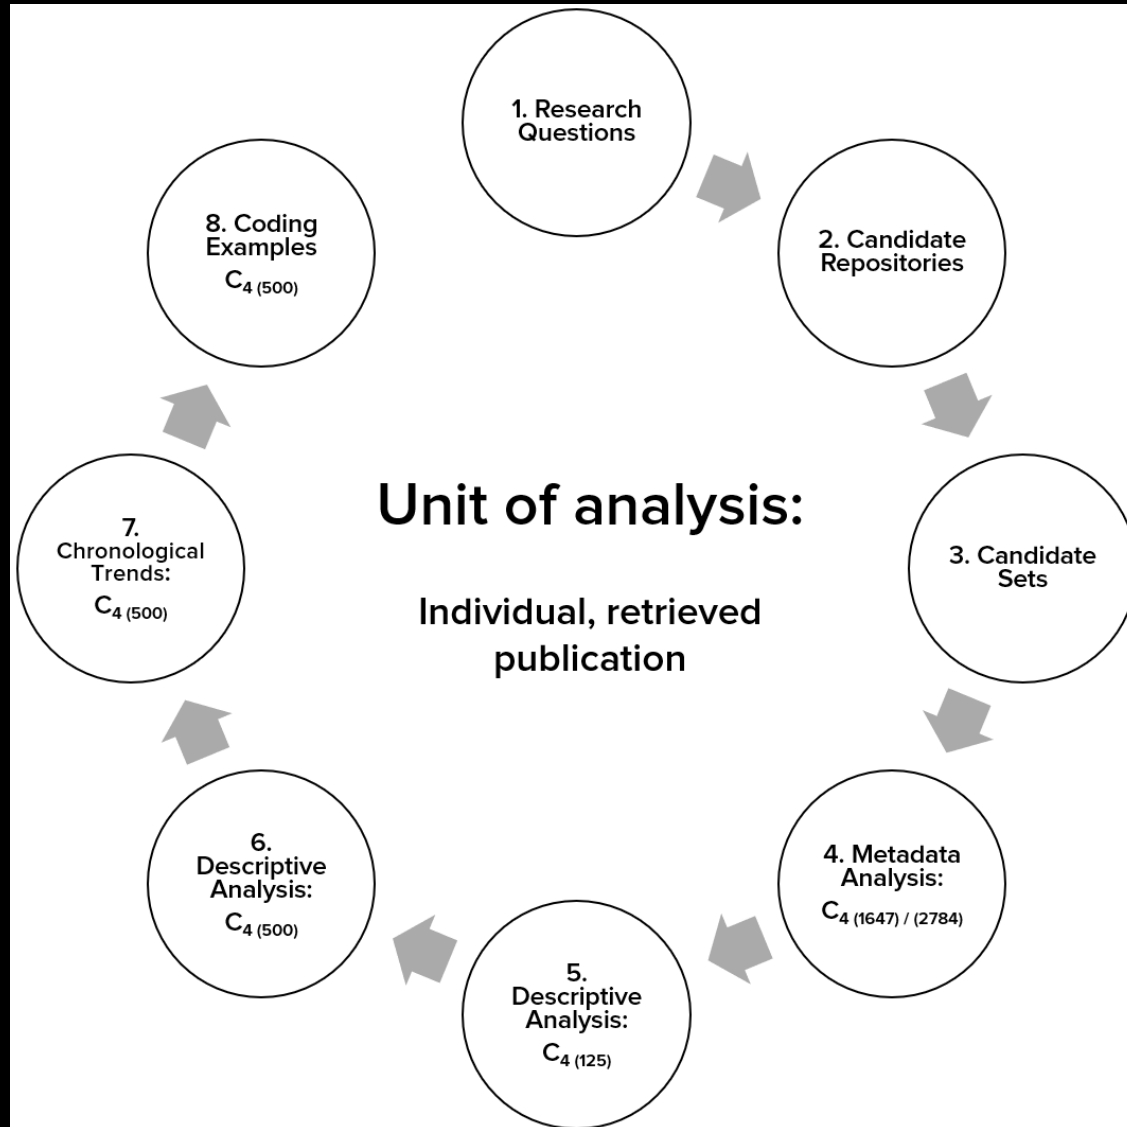 1. Research
Questions
2. Candidate
Repositories
3. Candidate
Sets
4. Metadata
Analysis:
C4 (1647) / (2784)
5.
Descriptive
Analysis:
C4 (125)
6.
Descriptive
Analysis:
C4 (500)
7.
Chronological
Trends:
C4 (500)
8. Coding
Examples
C4 (500)
Unit of analysis:
Individual, retrieved
publication